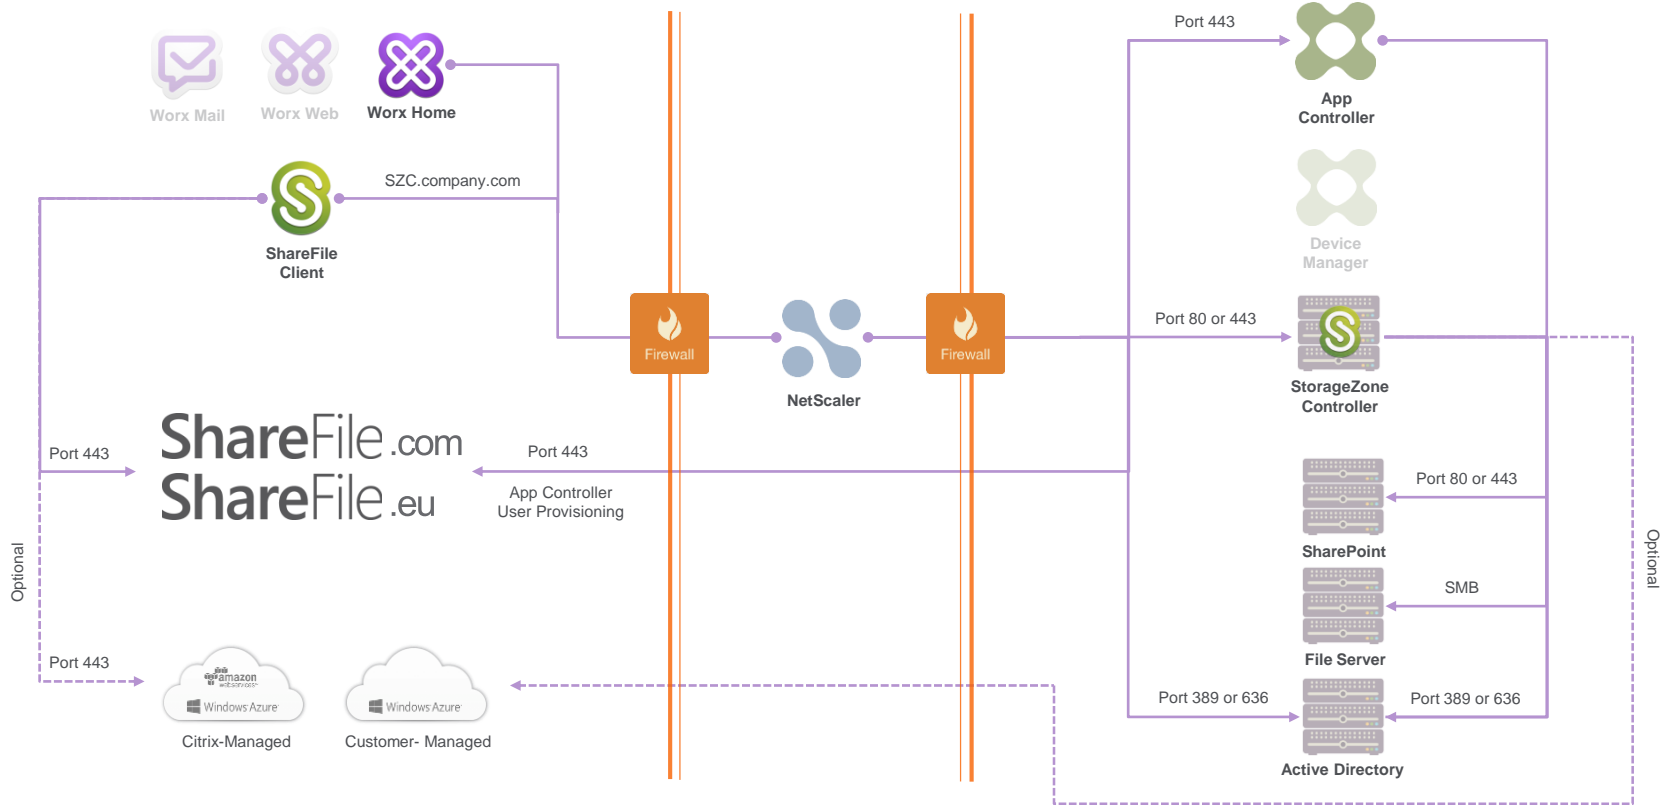 Worx Mail
Worx Web
Worx Home
SZC.company.com
ShareFile
Client
Firewall
NetScaler
Firewall
Port 443
App
Controller
Device
Manager
Port 80 or 443
StorageZone
Controller
Port 443
ShareFile.com
ShareFile.eu
Port 443
App Controller
User Provisioning
Port 80 or 443
SharePoint
SMB
File Server
Optional
Optional
Port 443
amazon
webservices
Windows Azure
Citrix-Managed
Windows Azure
Customer- Managed
Port 389 or 636
Port 389 or 636
Active Directory